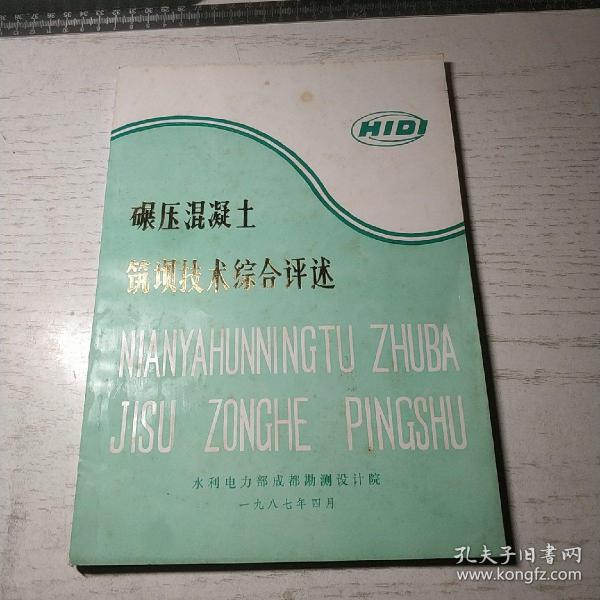 HIDI
碾压混凝土
筑坝技术综合评述
NIANYAHUNNINGTU ZHUBA
JISU ZONGHE PINGSHU
水利电力部成都勘测设计院
一九八七年四月
孔夫子旧书网
www.kongfz.com